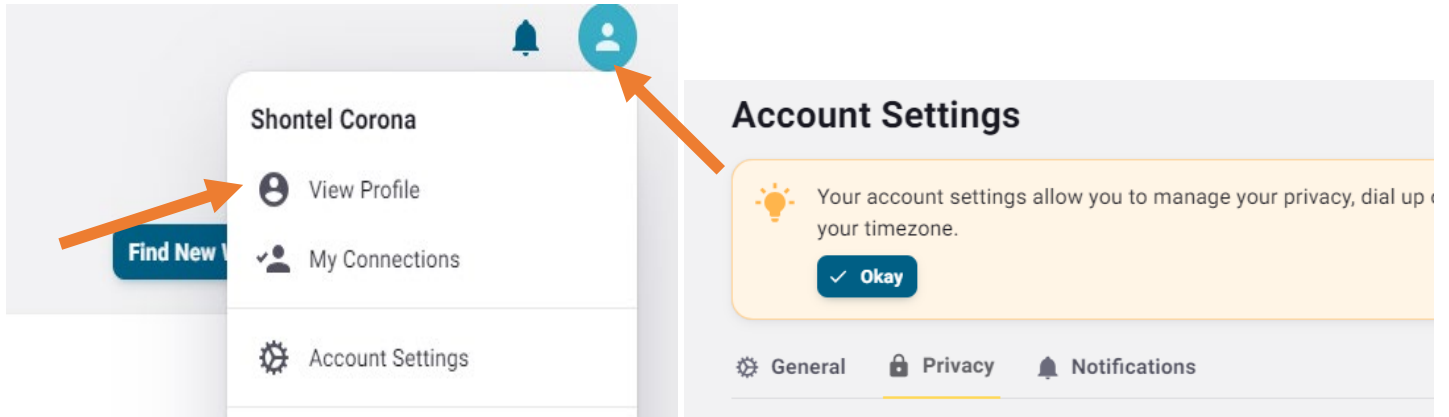 Shontel Corona
View Profile
Find New
My Connections
Account Settings
Account Settings
Your account settings allow you to manage your privacy, dial up
your timezone.
Okay
General Privacy Notifications